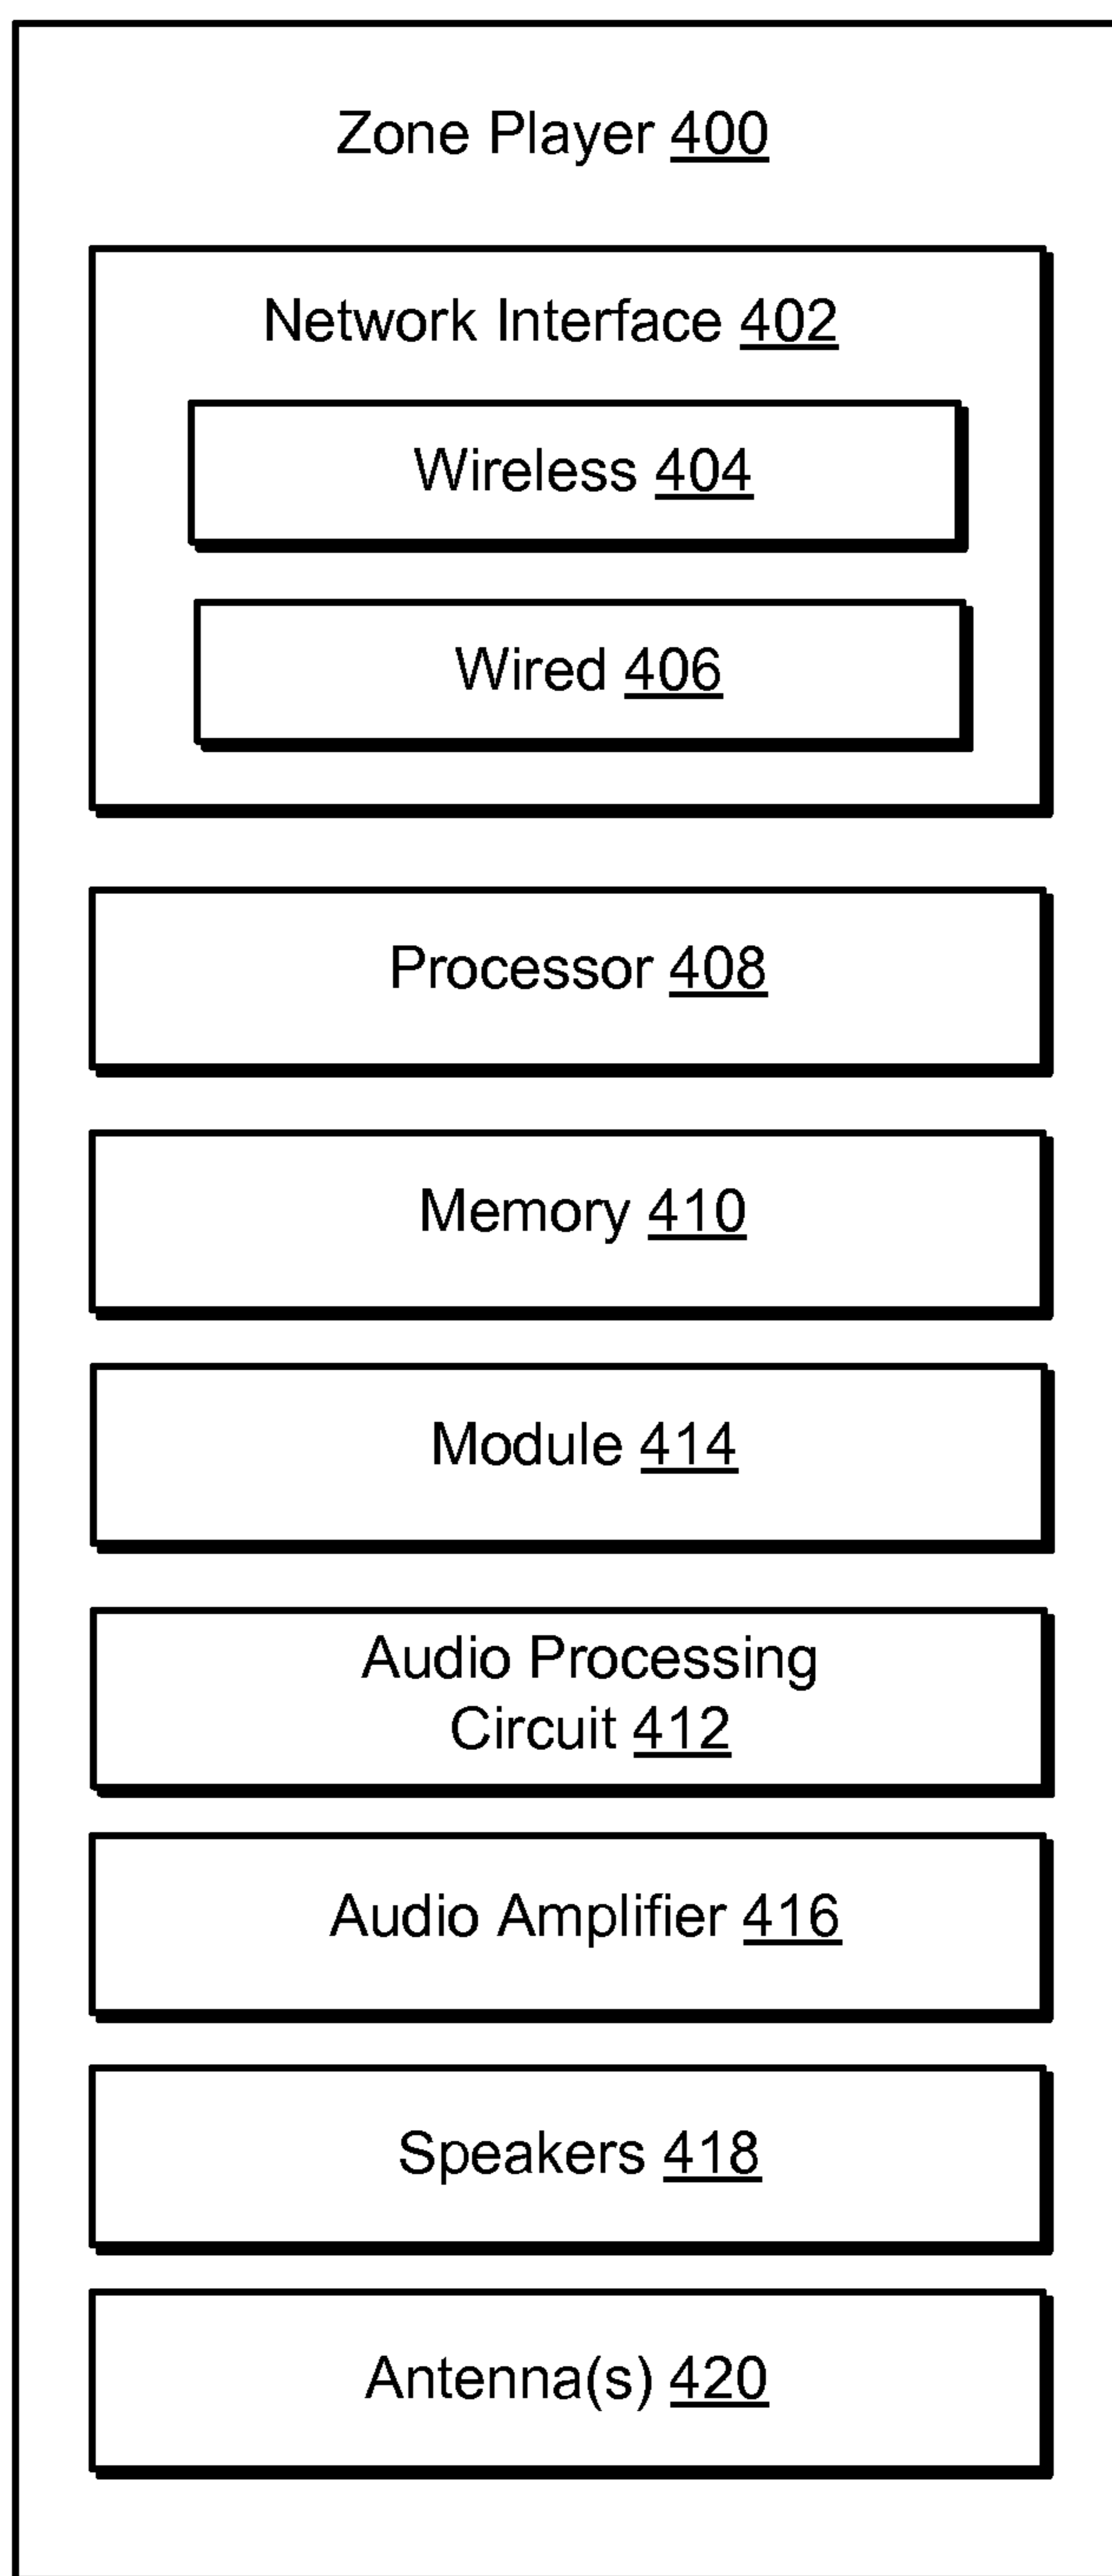 Zone Player 400
Network Interface 402
Wireless 404
Wired 406
Processor 408
Memory 410
Module 414
Audio Processing
Circuit 412
Audio Amplifier 416
Speakers 418
Antenna(s) 420